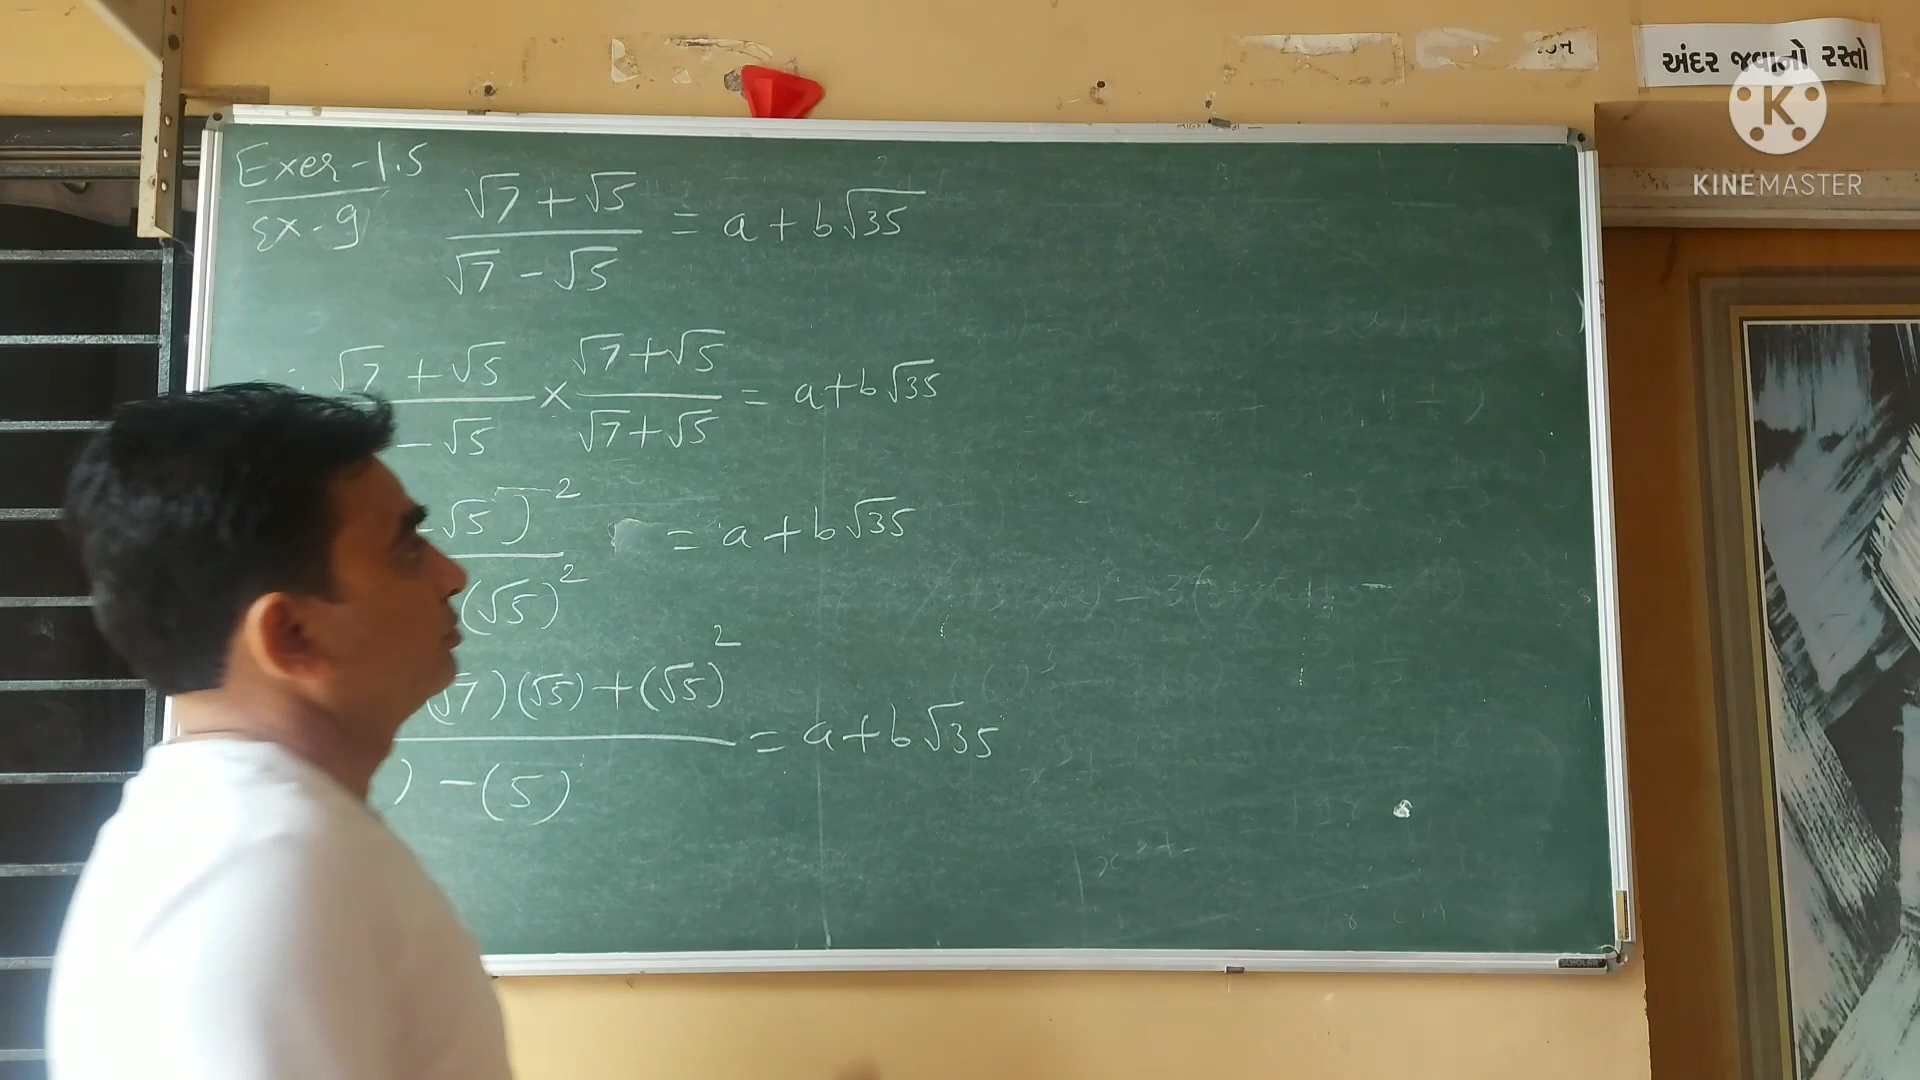 અંદર જવાનો રસ્તો
KINEMASTER
Exer-1.5
Ex-9
√7+√5 = a+b√35
√7-√5
√7+√5 × √7+√5 = a+b√35
-√5 √7+√5
√5)² = a+b√35
(√5)²
√7)(√5)+(√5)² = a+b√35
)-(5)
SCHOLAR